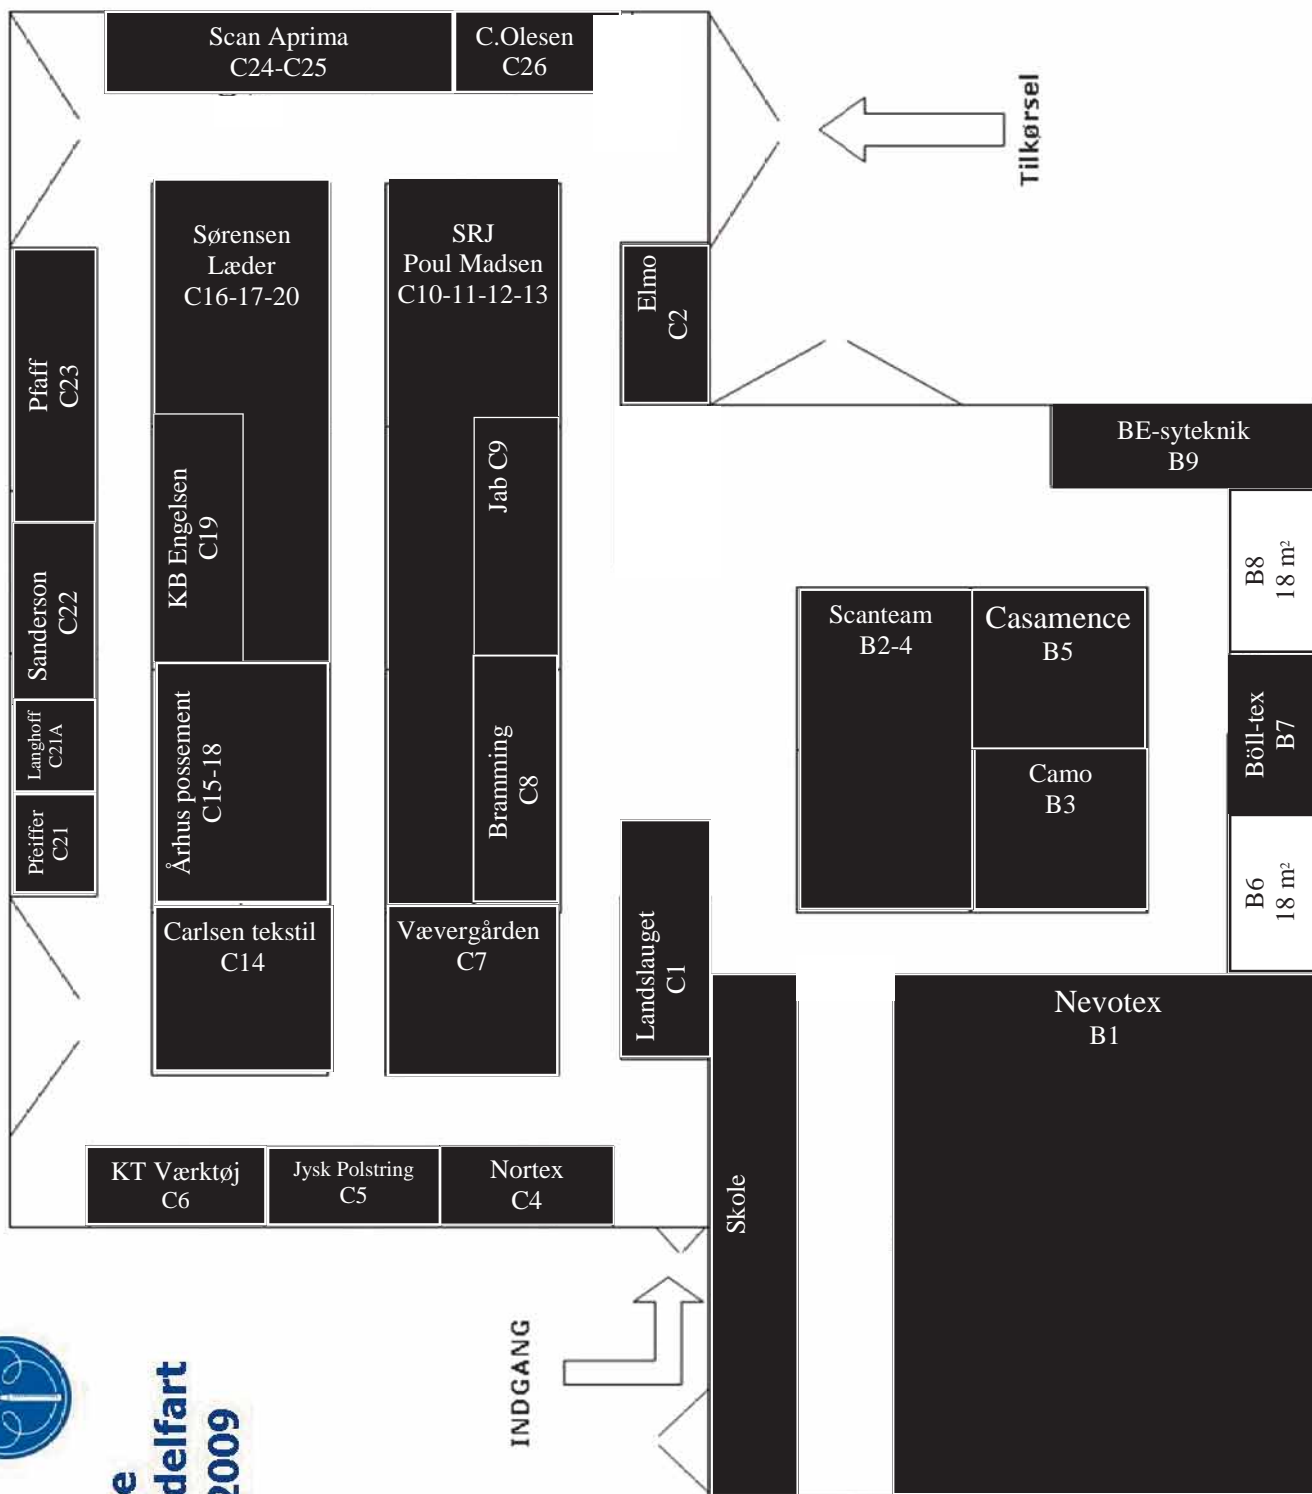 Scan Aprima
C24-C25
C.Olesen
C26
Tilkørsel
Sørensen
Læder
C16-17-20
SRJ
Poul Madsen
C10-11-12-13
Elmo
C2
Pfaff
C23
KB Engelsen
C19
Jab C9
BE-syteknik
B9
Sanderson
C22
B8
18 m²
Langhoff
C21A
Århus possement
C15-18
Bramming
C8
Scanteam
B2-4
Casamence
B5
Böll-tex
B7
Pfeiffer
C21
Camo
B3
B6
18 m²
Carlsen tekstil
C14
Vævergården
C7
Landslauget
C1
Nevotex
B1
KT Værktøj
C6
Jysk Polstring
C5
Nortex
C4
Skole
INDGANG
e
delfart
2009